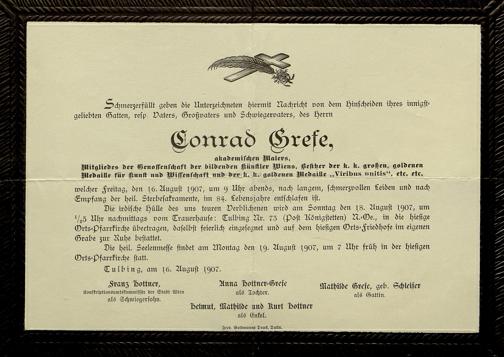 Schmerzerfüllt geben die Unterzeichneten hiermit Nachricht von dem Hinscheiden ihres innigst-
geliebten Gatten, resp. Vaters, Großvaters und Schwiegervaters, des Herrn
Conrad Grefe,
akademischen Malers,
Mitgliedes der Genossenschaft der bildenden Künstler Wiens, Besitzer der k. k. großen, goldenen
Medaille für Kunst und Wissenschaft und der k. k. goldenen Medaille „Viribus unitis“, etc. etc.
welcher Freitag, den 16. August 1907, um 9 Uhr abends, nach langem, schmerzvollen Leiden und nach
Empfang der heil. Sterbesakramente, im 84. Lebensjahre entschlafen ist.
Die irdische Hülle des uns teuren Verblichenen wird am Sonntag den 18. August 1907, um
1/25 Uhr nachmittags vom Trauerhause: Tulbing Nr. 73 (Post Königstetten) N.-Oe., in die hiesige
Orts-Pfarrkirche übertragen, daselbst feierlich eingesegnet und auf dem hiesigen Orts-Friedhofe im eigenen
Grabe zur Ruhe bestattet.
Die heil. Seelenmesse findet am Montag den 19. August 1907, um 7 Uhr früh in der hiesigen
Orts-Pfarrkirche statt.
Tulbing, am 16. August 1907.
Franz Hottner,
der Stadt Wien
als Schwiegersohn.
Anna Hottner-Grefe
als Tochter.
Mathilde Grefe, geb. Schleiser
als Gattin.
Helmut, Mathilde und Kurt Hottner
als Enkel.
Druck, Tulln.